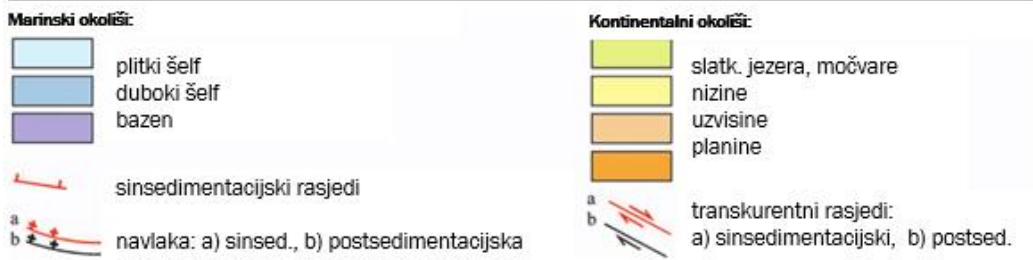 Marinski okoliši:
plitki šelf
duboki šelf
bazen
sinsedimentacijski rasjedi
a
b
navlaka: a) sinsed., b) postsedimentacijska
Kontinentalni okoliši:
slatk. jezera, močvare
nizine
uzvisine
planine
a
b
transkurentni rasjedi:
a) sinsedimentacijski, b) postsed.